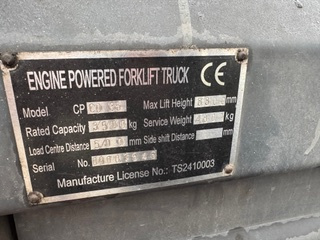 ENGINE POWERED FORKLIFT TRUCK CE
Model CP Max Lift Height mm
Rated Capacity kg Service Weight kg
Load Centre Distance mm Side shift Distance mm
Serial No.
Manufacture License No.: TS2410003